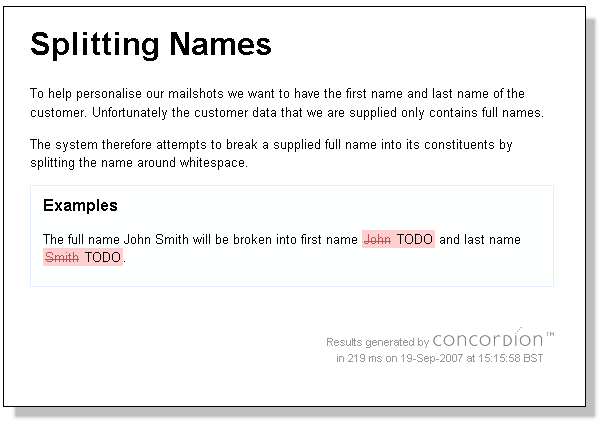 Splitting Names
To help personalise our mailshots we want to have the first name and last name of the
customer. Unfortunately the customer data that we are supplied only contains full names.
The system therefore attempts to break a supplied full name into its constituents by
splitting the name around whitespace.
Examples
The full name John Smith will be broken into first name John TODO and last name
Smith TODO.
Results generated by concordion™
in 219 ms on 19-Sep-2007 at 15:15:58 BST